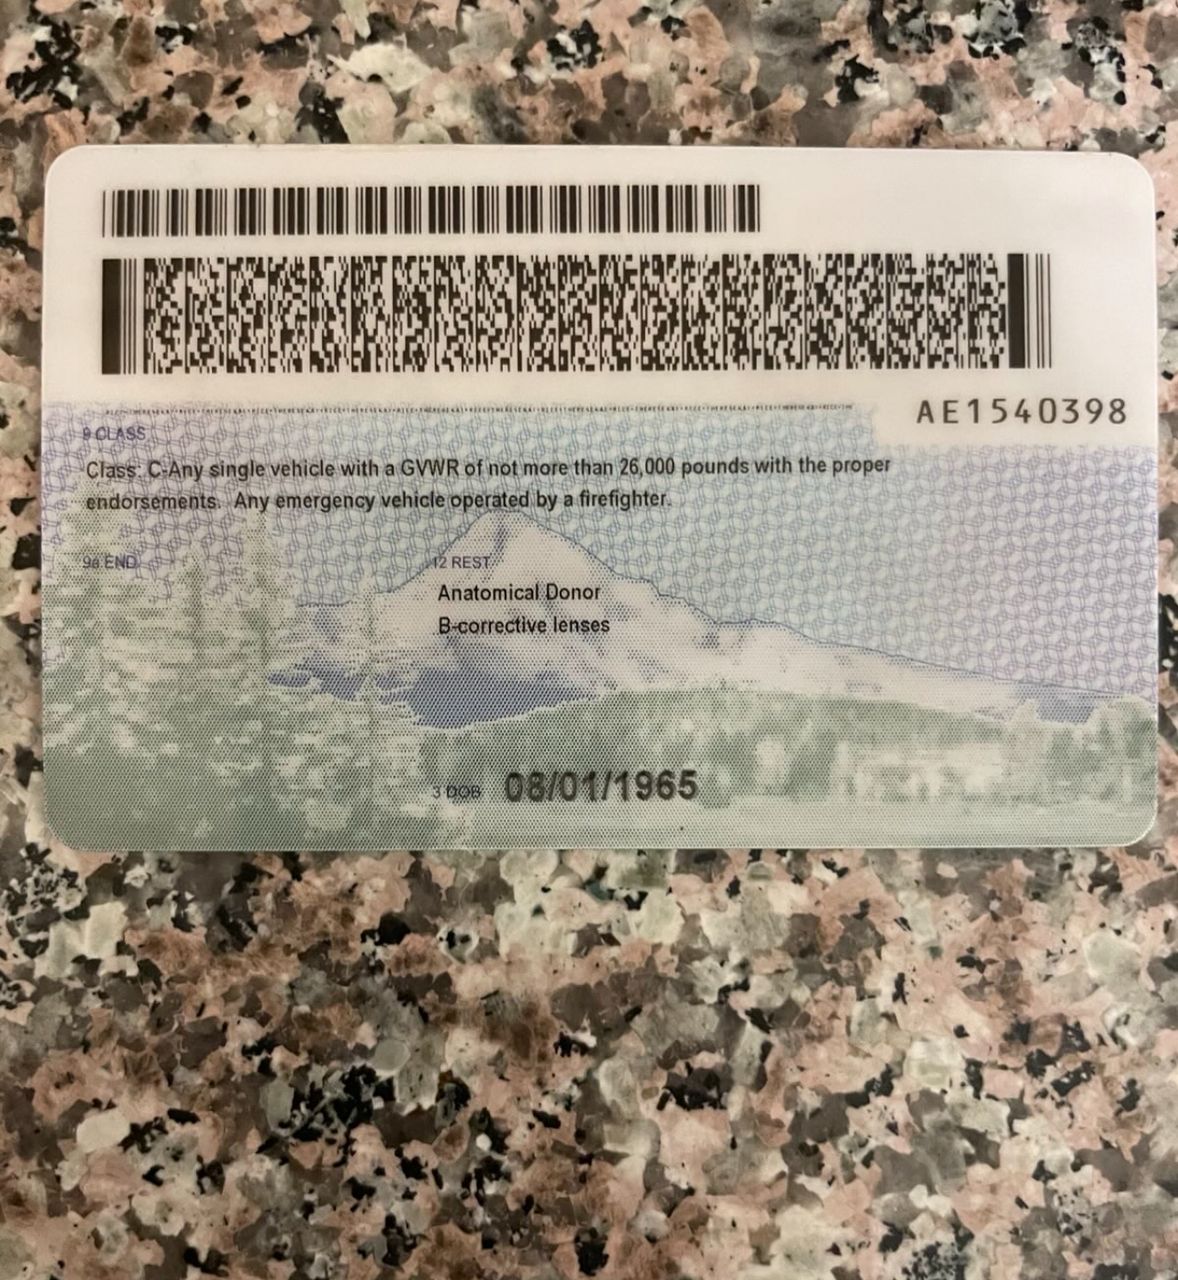 AE1540398
9 CLASS
Class: C-Any single vehicle with a GVWR of not more than 26,000 pounds with the proper
endorsements. Any emergency vehicle operated by a firefighter.
9a END
12 REST
Anatomical Donor
B-corrective lenses
3 DOB 08/01/1965